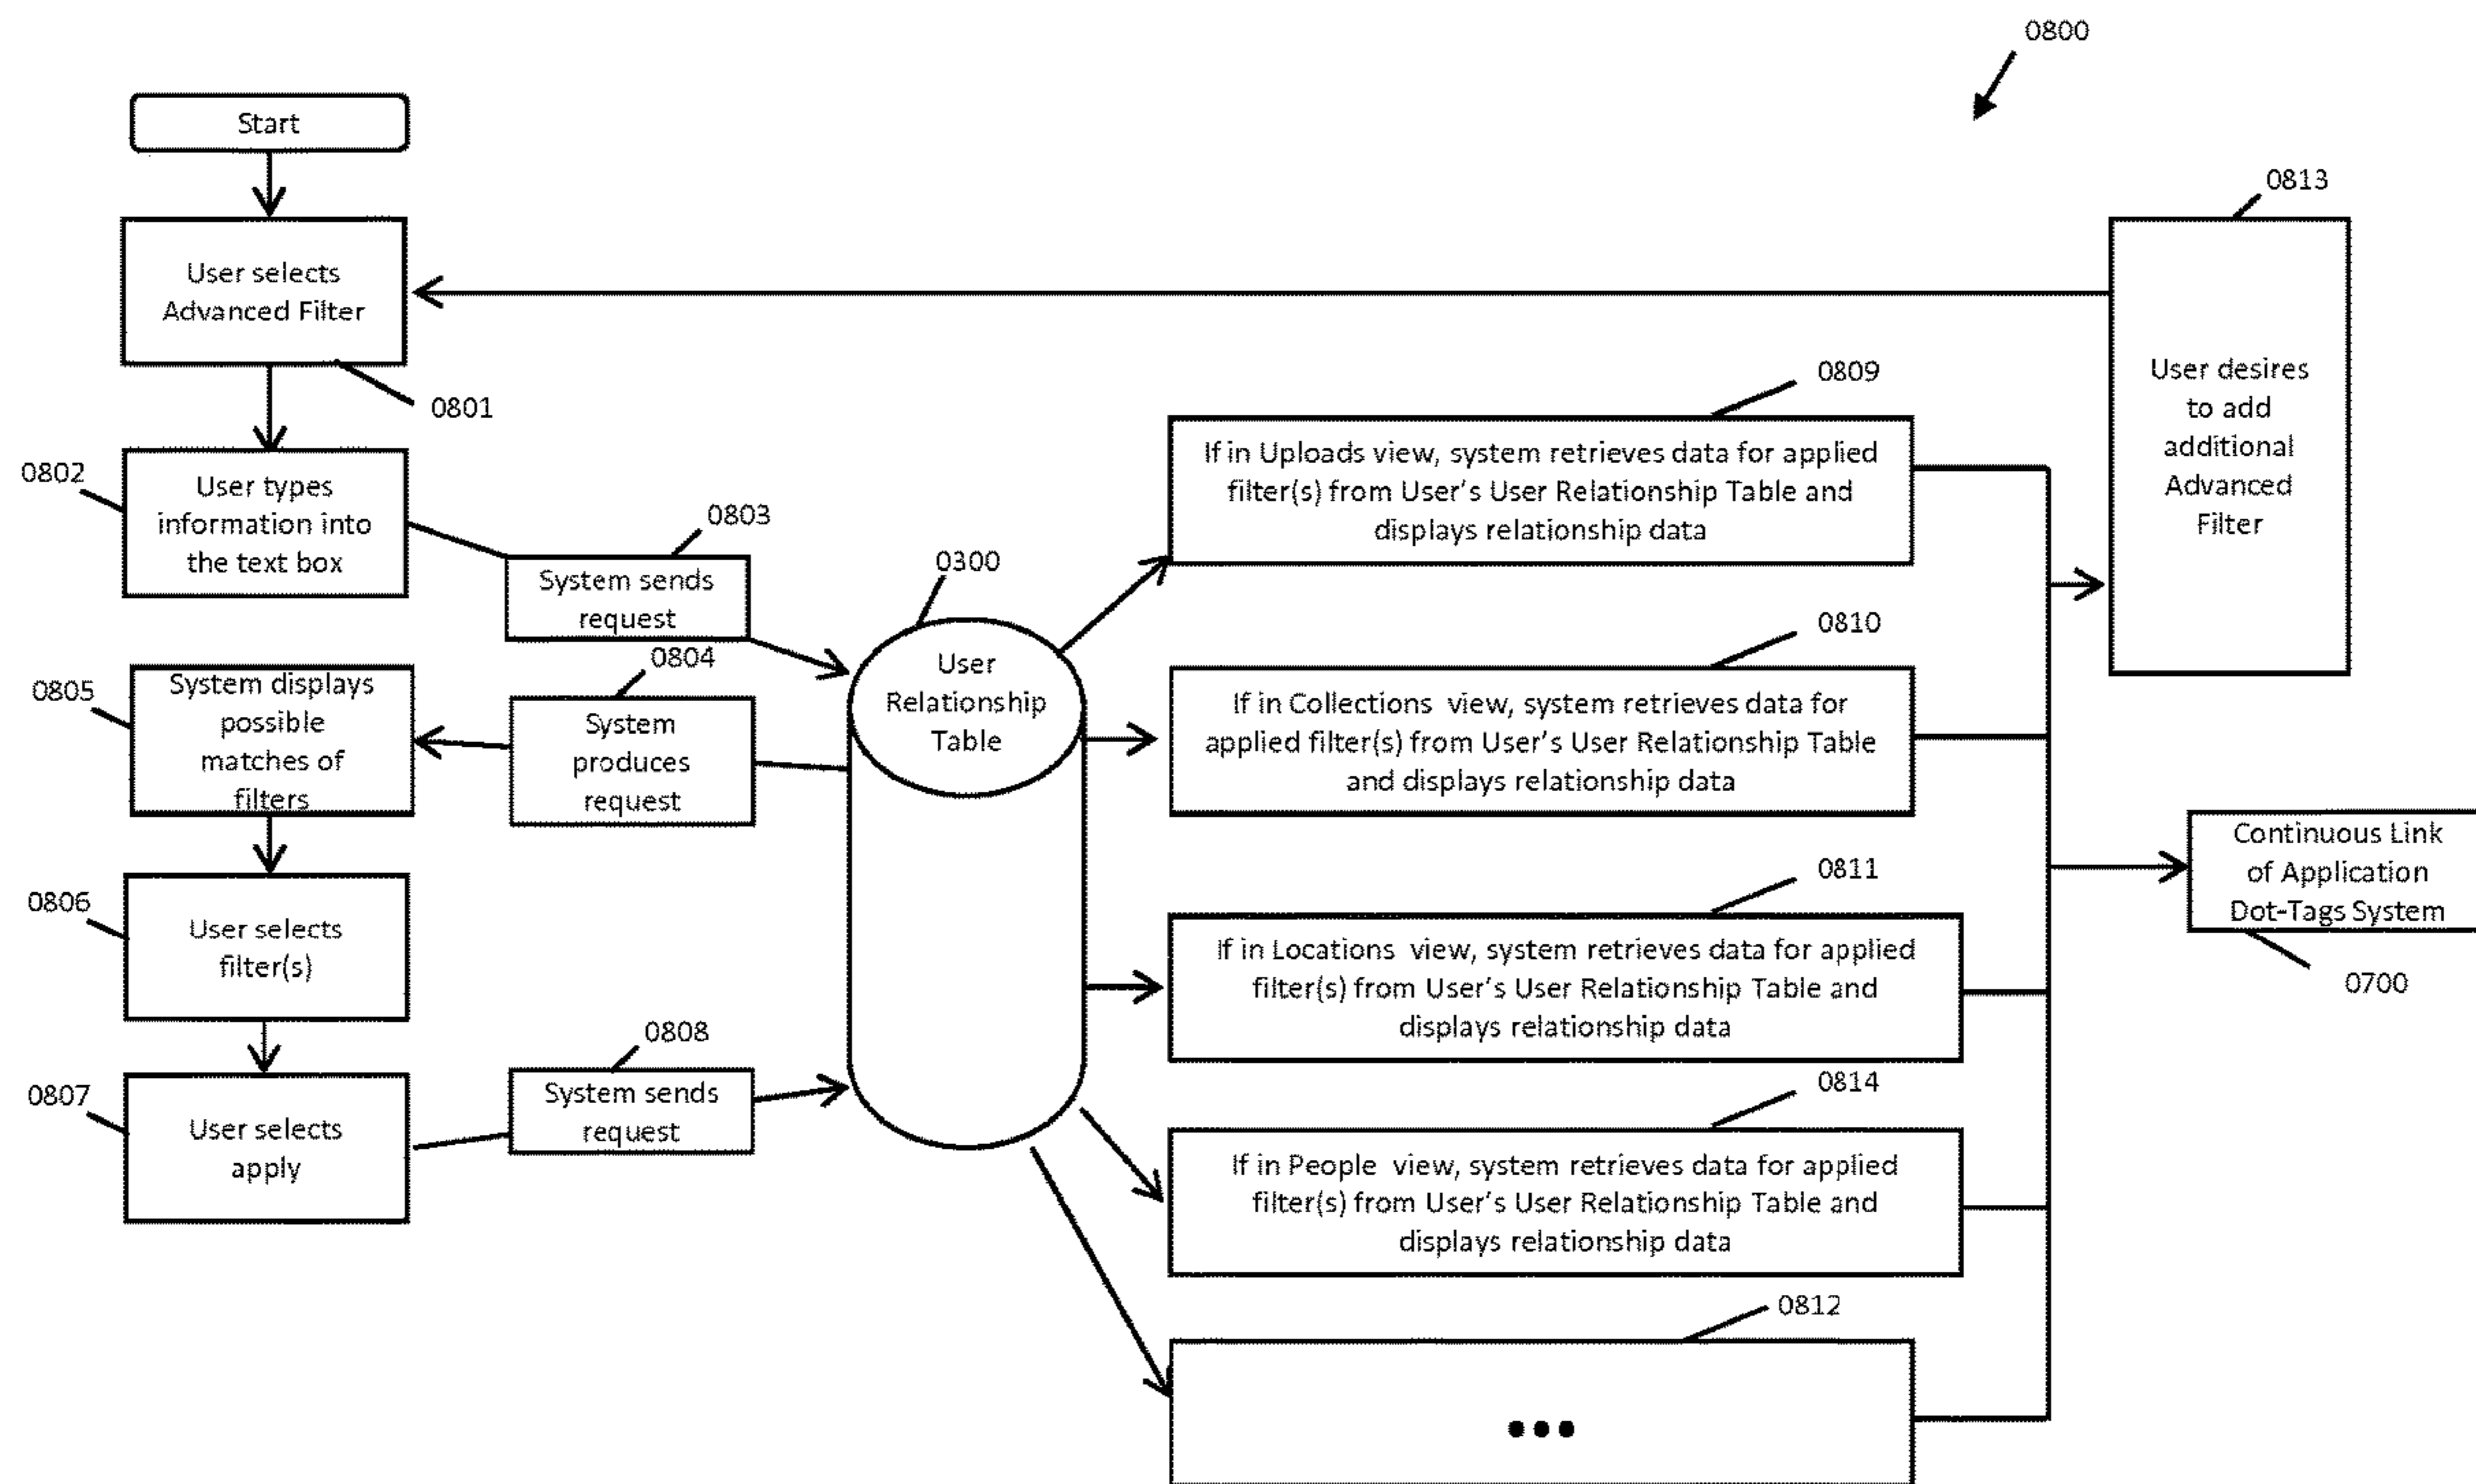 0800
Start
User selects
Advanced Filter
0801
0802
User types
information into
the text box
0803
System sends
request
0804
System
produces
request
0805
System displays
possible
matches of
filters
0806
User selects
filter(s)
0807
User selects
apply
0808
System sends
request
0300
User
Relationship
Table
0809
If in Uploads view, system retrieves data for applied
filter(s) from User's User Relationship Table and
displays relationship data
0810
If in Collections view, system retrieves data for
applied filter(s) from User's User Relationship Table
and displays relationship data
0811
If in Locations view, system retrieves data for applied
filter(s) from User's User Relationship Table and
displays relationship data
0814
If in People view, system retrieves data for applied
filter(s) from User's User Relationship Table and
displays relationship data
0812
•••
0813
User desires
to add
additional
Advanced
Filter
Continuous Link
of Application
Dot-Tags System
0700